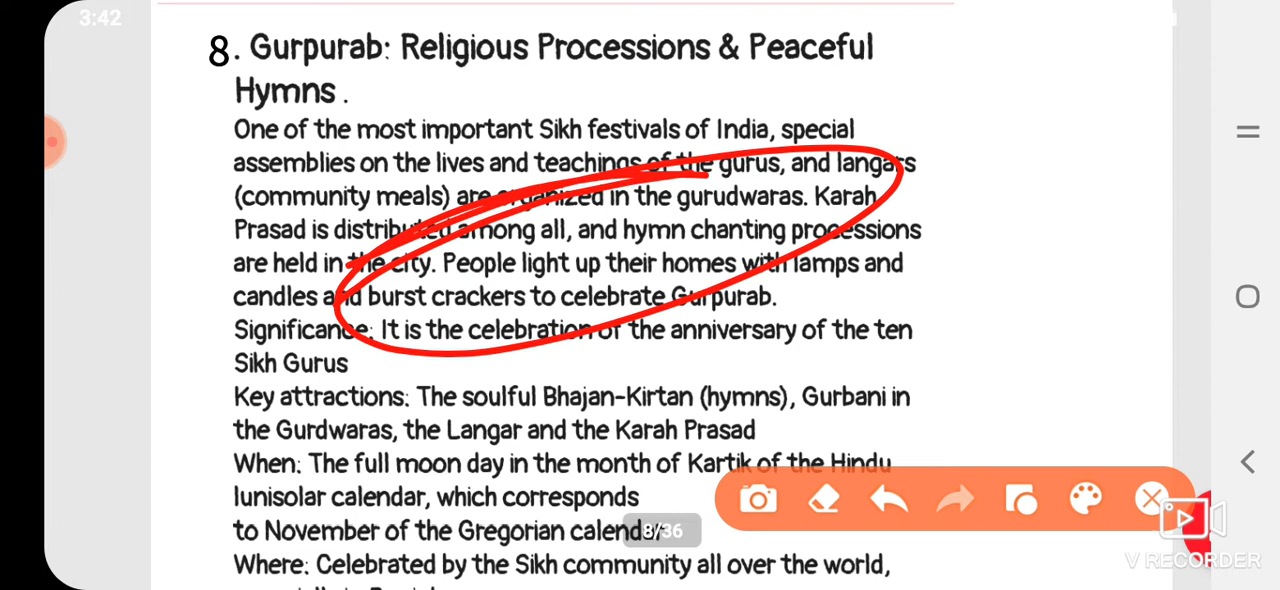 3:42
8. Gurpurab: Religious Processions & Peaceful
Hymns .
One of the most important Sikh festivals of India, special
assemblies on the lives and teachings of the gurus, and langars
(community meals) are organized in the gurudwaras. Karah
Prasad is distributed among all, and hymn chanting processions
are held in the city. People light up their homes with lamps and
candles and burst crackers to celebrate Gurpurab.
Significance: It is the celebration of the anniversary of the ten
Sikh Gurus
Key attractions: The soulful Bhajan-Kirtan (hymns), Gurbani in
the Gurdwaras, the Langar and the Karah Prasad
When: The full moon day in the month of Kartik of the Hindu
lunisolar calendar, which corresponds
to November of the Gregorian calendar
8/36
Where: Celebrated by the Sikh community all over the world,
V RECORDER